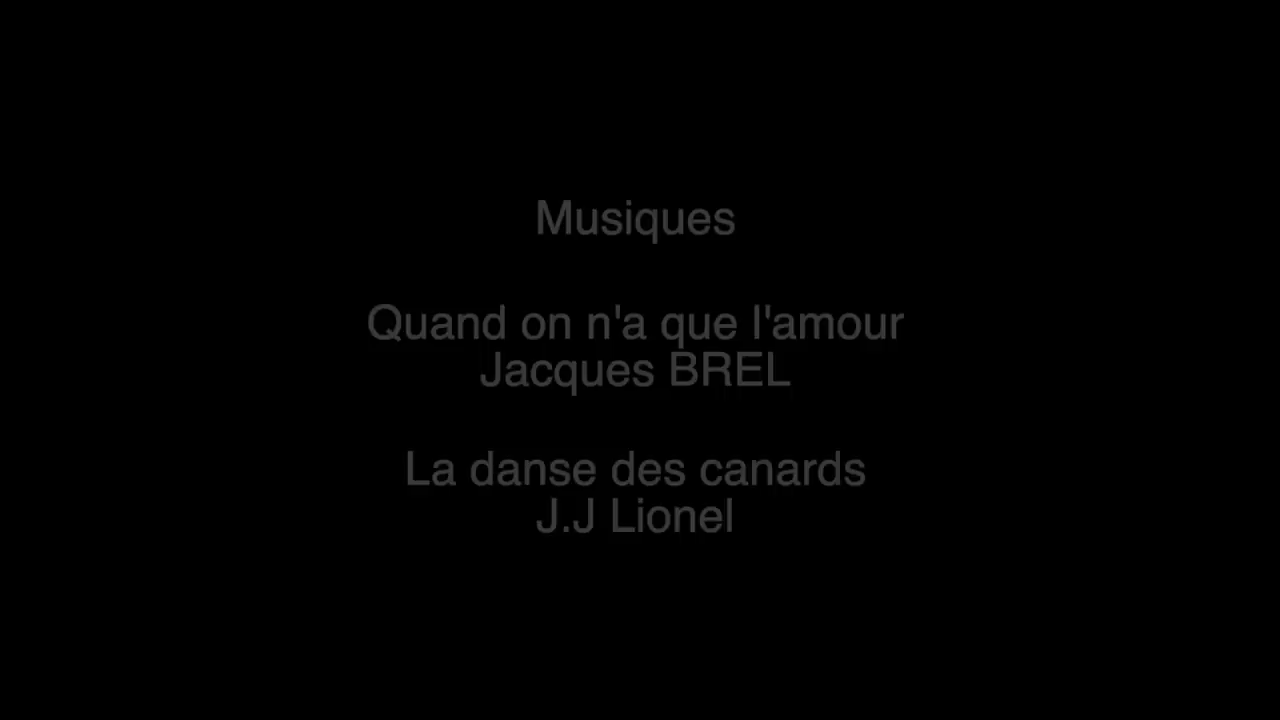 Musiques
Quand on n'a que l'amour
Jacques BREL
La danse des canards
J.J Lionel